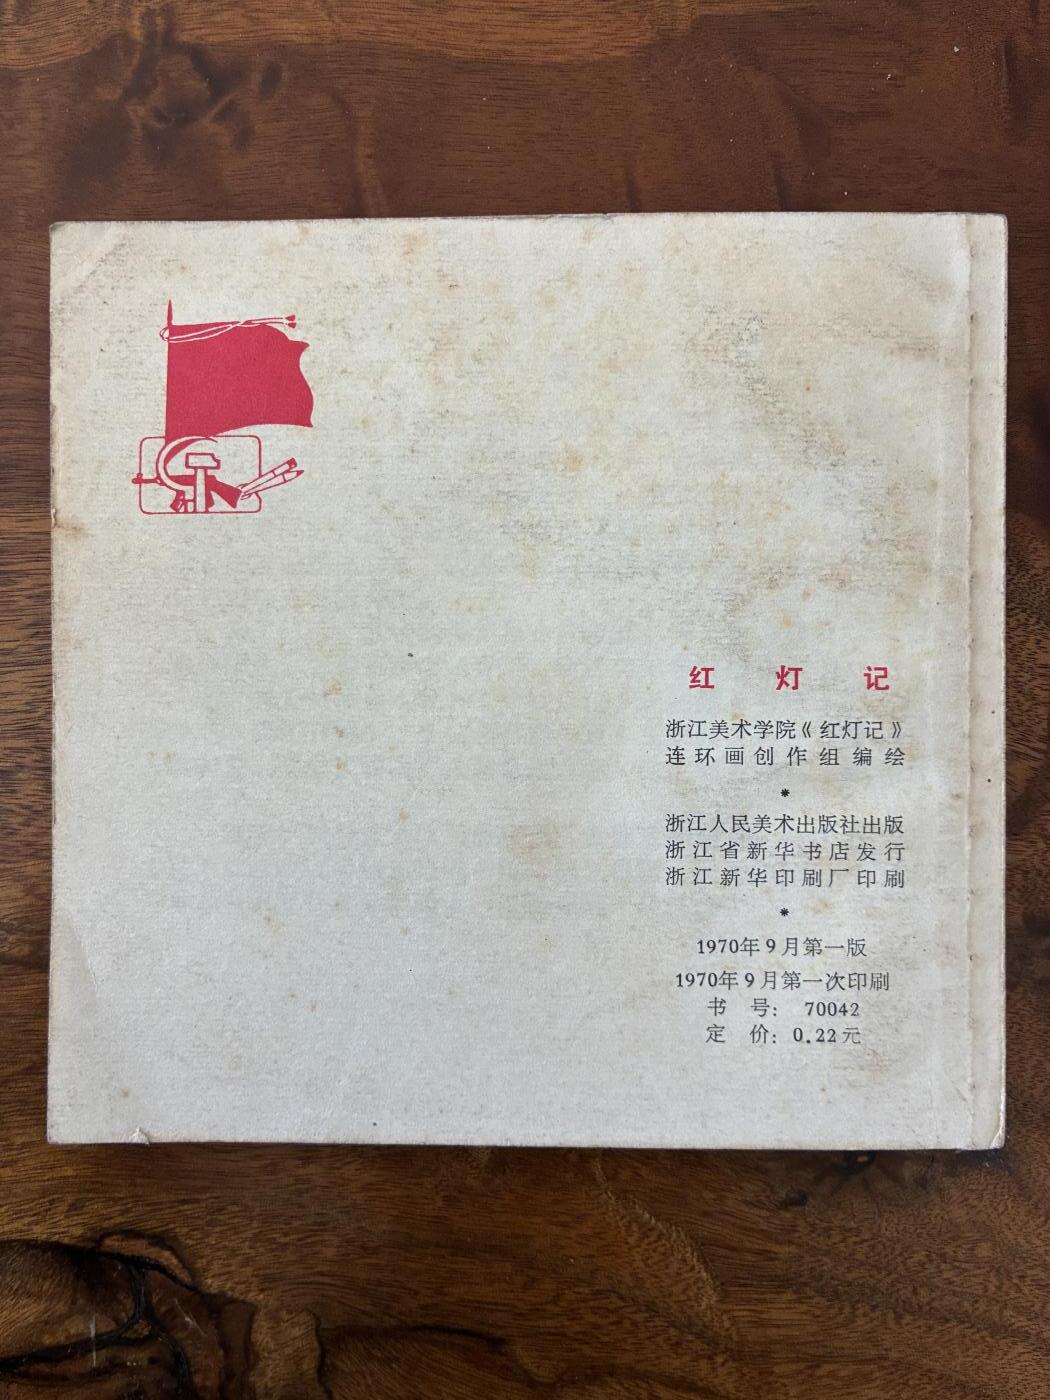 红 灯 记
浙江美术学院《红灯记》
连环画创作组编绘
*
浙江人民美术出版社出版
浙江省新华书店发行
浙江新华印刷厂印刷
*
1970年9月第一版
1970年9月第一次印刷
书 号: 70042
定 价: 0.22元